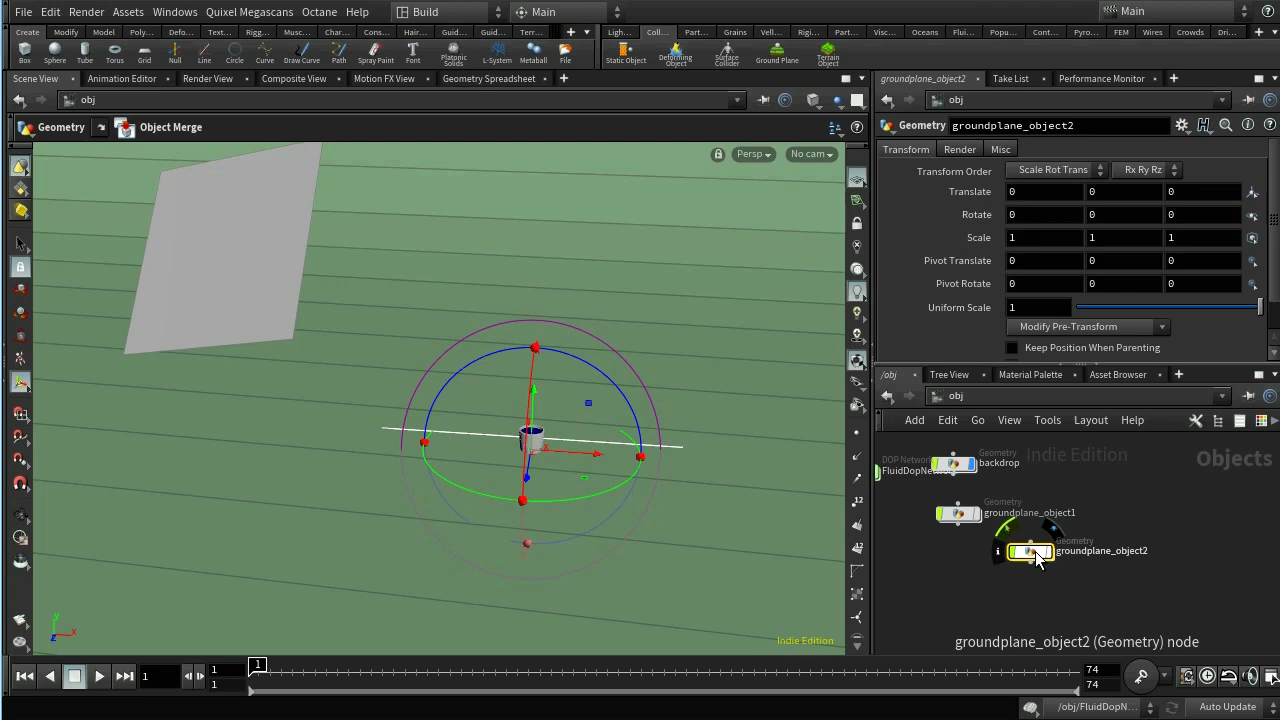 File Edit Render Assets Windows Quixel Megascans Octane Help Build Main Main
Create Modify Model Poly... Defo... Text... Rigg... Musc... Char... Cons... Hair... Guid... Guid... Terr... Ligh... Coll... Part... Grains Vell... Rigi... Part... Visc... Oceans Flui... Popu... Cont... Pyro... FEM Wires Crowds Dri...
Box Sphere Tube Torus Grid Null Line Circle Curve Draw Curve Path Spray Paint Font Platonic Solids L-System Metaball File Static Object Deforming Object Surface Collider Ground Plane Terrain Object
Scene View Animation Editor Render View Composite View Motion FX View Geometry Spreadsheet
obj
Geometry Object Merge
Persp No cam
x
Indie Edition
y
x
groundplane_object2 Take List Performance Monitor
obj
Geometry groundplane_object2
Transform Render Misc
Transform Order Scale Rot Trans Rx Ry Rz
Translate 0 0 0
Rotate 0 0 0
Scale 1 1 1
Pivot Translate 0 0 0
Pivot Rotate 0 0 0
Uniform Scale 1
Modify Pre-Transform
Keep Position When Parenting
/obj Tree View Material Palette Asset Browser
obj
Add Edit Go View Tools Layout Help
Indie Edition
Objects
DOP Network
FluidDopNet
Geometry
backdrop
Geometry
groundplane_object1
Geometry
groundplane_object2
groundplane_object2 (Geometry) node
1
1
1
1
74
74
/obj/FluidDopN... Auto Update